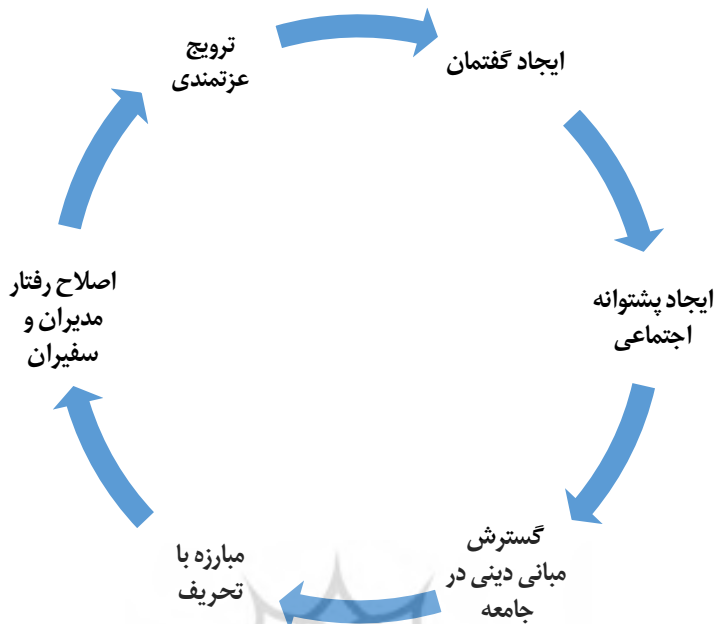 ترویج
عزتمندی
ایجاد گفتمان
ایجاد پشتوانه
اجتماعی
گسترش
مبانی دینی در
جامعه
مبارزه با
تحریف
اصلاح رفتار
مدیران و
سفیران